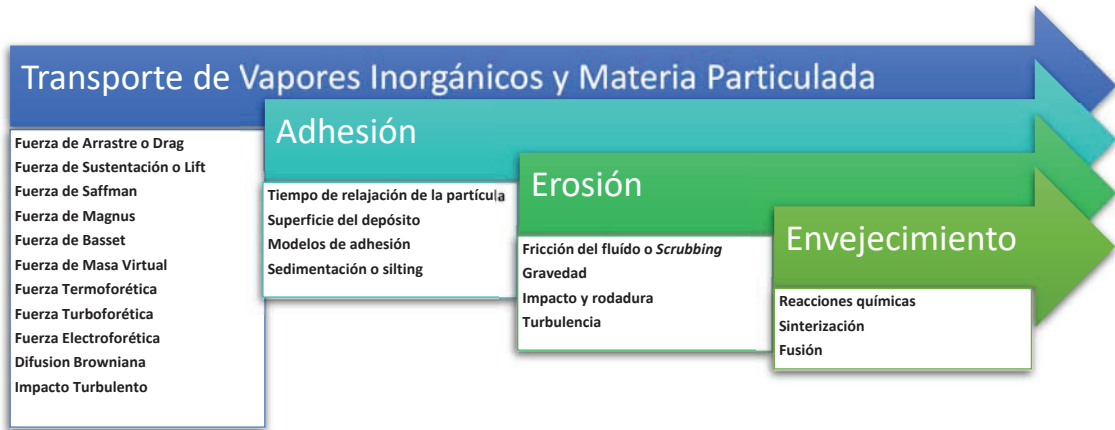 Transporte de Vapores Inorgánicos y Materia Particulada
Fuerza de Arrastre o Drag
Fuerza de Sustentación o Lift
Fuerza de Saffman
Fuerza de Magnus
Fuerza de Basset
Fuerza de Masa Virtual
Fuerza Termoforética
Fuerza Turboforética
Fuerza Electroforética
Difusion Browniana
Impacto Turbulento
Adhesión
Tiempo de relajación de la partícula
Superficie del depósito
Modelos de adhesión
Sedimentación o silting
Erosión
Fricción del fluído o Scrubbing
Gravedad
Impacto y rodadura
Turbulencia
Envejecimiento
Reacciones químicas
Sinterización
Fusión